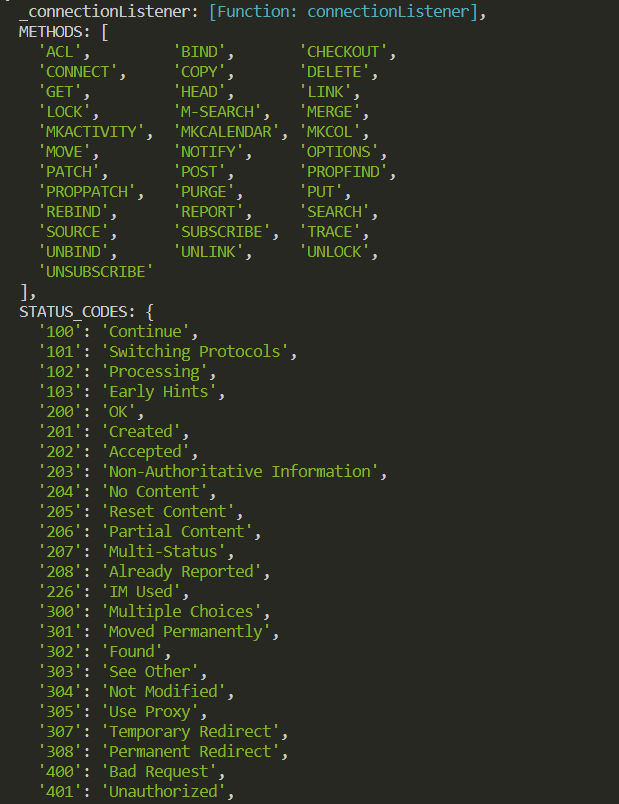 _connectionListener: [Function: connectionListener],
METHODS: [
'ACL', 'BIND', 'CHECKOUT',
'CONNECT', 'COPY', 'DELETE',
'GET', 'HEAD', 'LINK',
'LOCK', 'M-SEARCH', 'MERGE',
'MKACTIVITY', 'MKCALENDAR', 'MKCOL',
'MOVE', 'NOTIFY', 'OPTIONS',
'PATCH', 'POST', 'PROPFIND',
'PROPPATCH', 'PURGE', 'PUT',
'REBIND', 'REPORT', 'SEARCH',
'SOURCE', 'SUBSCRIBE', 'TRACE',
'UNBIND', 'UNLINK', 'UNLOCK',
'UNSUBSCRIBE'
],
STATUS_CODES: {
'100': 'Continue',
'101': 'Switching Protocols',
'102': 'Processing',
'103': 'Early Hints',
'200': 'OK',
'201': 'Created',
'202': 'Accepted',
'203': 'Non-Authoritative Information',
'204': 'No Content',
'205': 'Reset Content',
'206': 'Partial Content',
'207': 'Multi-Status',
'208': 'Already Reported',
'226': 'IM Used',
'300': 'Multiple Choices',
'301': 'Moved Permanently',
'302': 'Found',
'303': 'See Other',
'304': 'Not Modified',
'305': 'Use Proxy',
'307': 'Temporary Redirect',
'308': 'Permanent Redirect',
'400': 'Bad Request',
'401': 'Unauthorized',